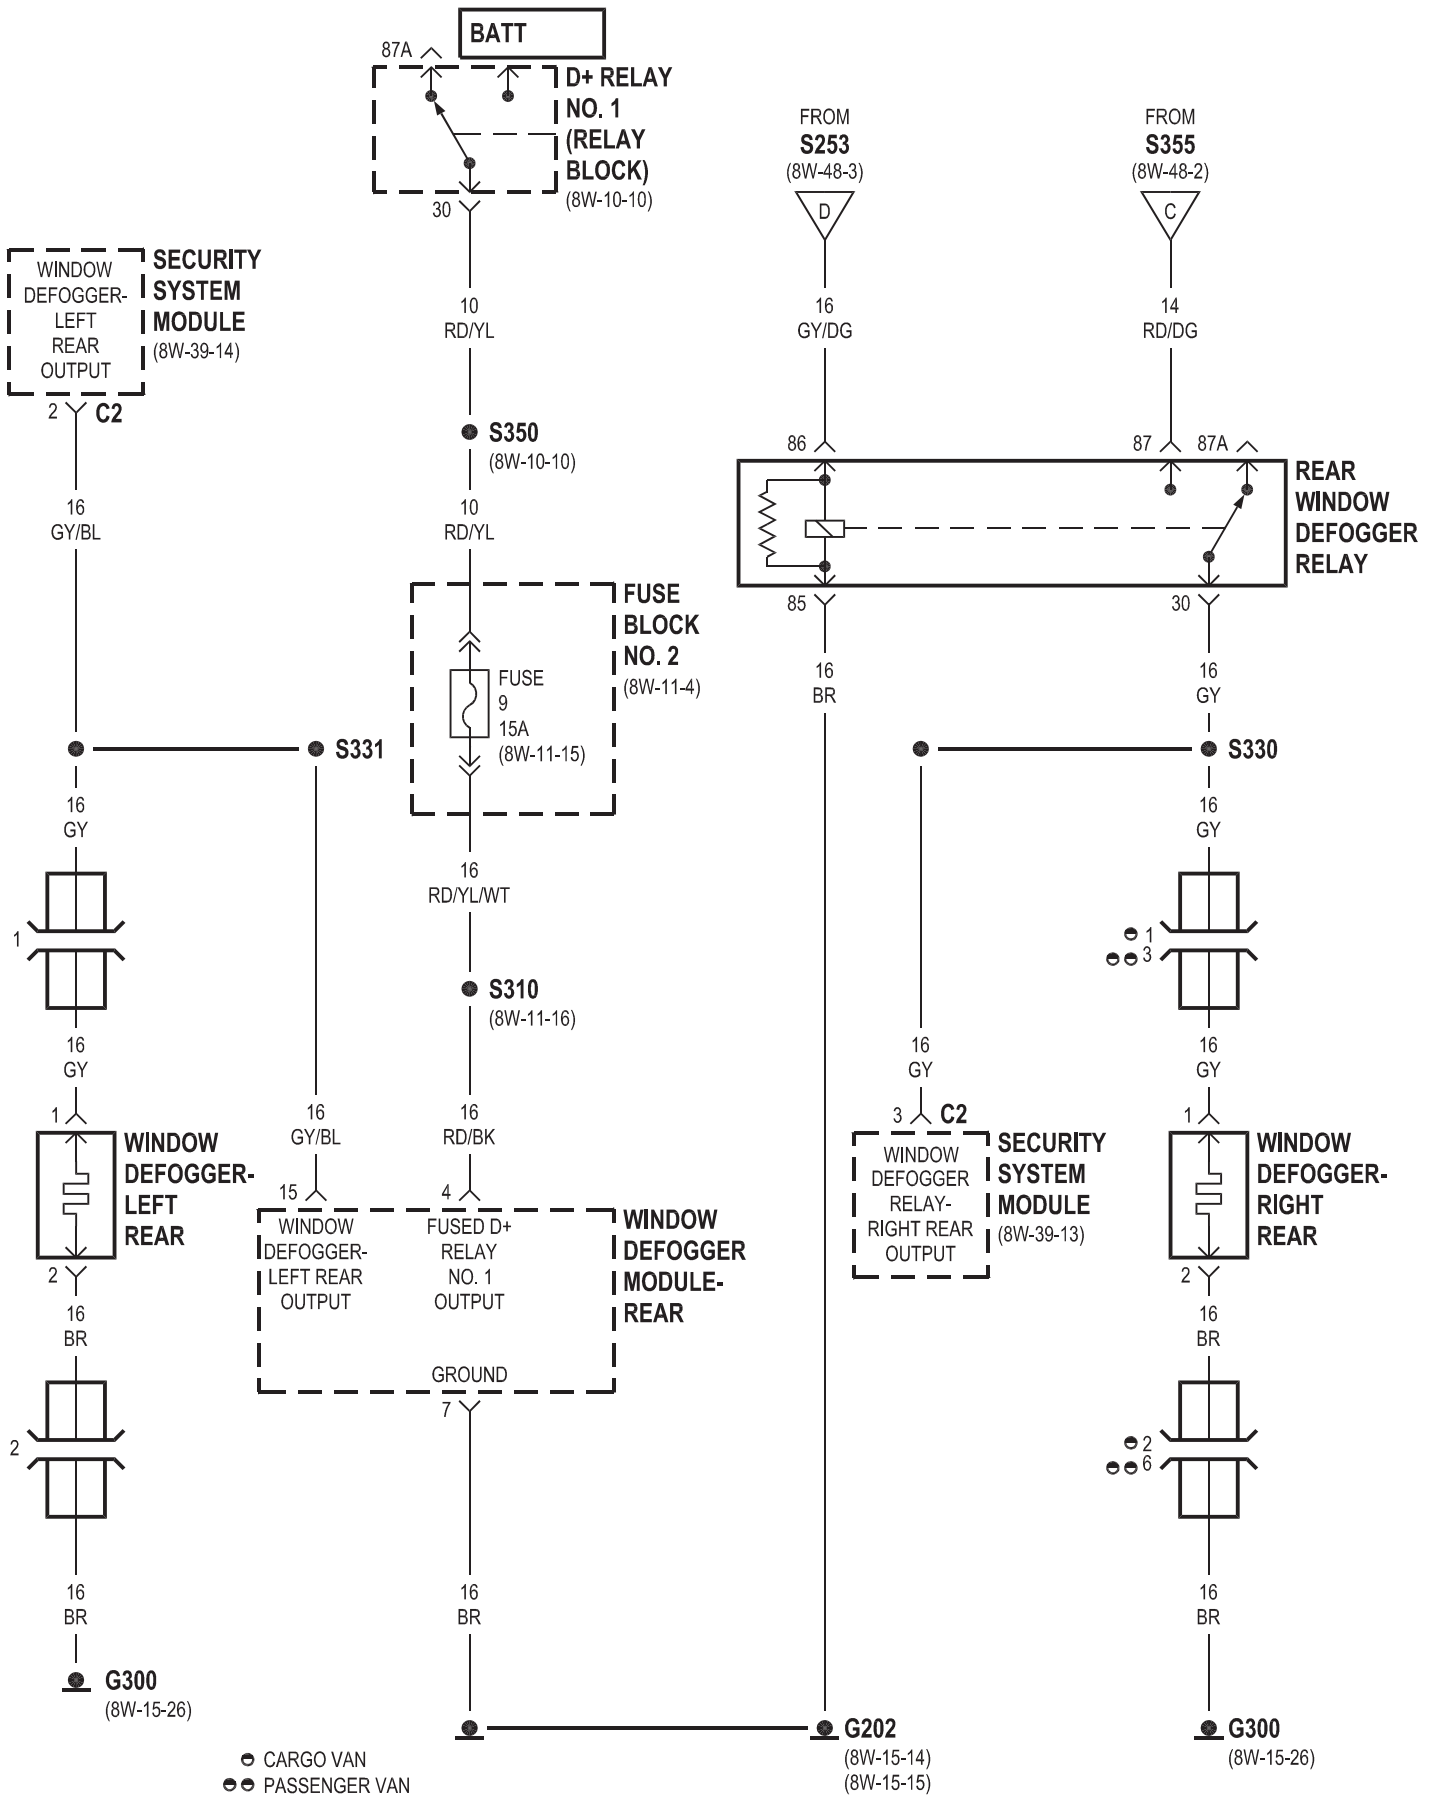 BATT
87A
D+ RELAY
NO. 1
(RELAY
BLOCK)
(8W-10-10)
30
FROM
S253
(8W-48-3)
D
FROM
S355
(8W-48-2)
C
WINDOW
DEFOGGER-
LEFT
REAR
OUTPUT
SECURITY
SYSTEM
MODULE
(8W-39-14)
2
C2
10
RD/YL
16
GY/DG
14
RD/DG
S350
(8W-10-10)
86
87
87A
REAR
WINDOW
DEFOGGER
RELAY
16
GY/BL
10
RD/YL
85
30
FUSE
BLOCK
NO. 2
(8W-11-4)
FUSE
9
15A
(8W-11-15)
16
BR
16
GY
S331
S330
16
GY
16
RD/YL/WT
16
GY
1
1
3
S310
(8W-11-16)
16
GY
16
GY
16
GY
1
16
GY/BL
16
RD/BK
3
C2
1
WINDOW
DEFOGGER-
LEFT
REAR
15
4
WINDOW
DEFOGGER
RELAY-
RIGHT REAR
OUTPUT
SECURITY
SYSTEM
MODULE
(8W-39-13)
WINDOW
DEFOGGER-
RIGHT
REAR
WINDOW
DEFOGGER-
LEFT REAR
OUTPUT
FUSED D+
RELAY
NO. 1
OUTPUT
WINDOW
DEFOGGER
MODULE-
REAR
2
2
16
BR
16
BR
GROUND
7
2
2
6
16
BR
16
BR
16
BR
G300
(8W-15-26)
G202
(8W-15-14)
(8W-15-15)
G300
(8W-15-26)
CARGO VAN
PASSENGER VAN